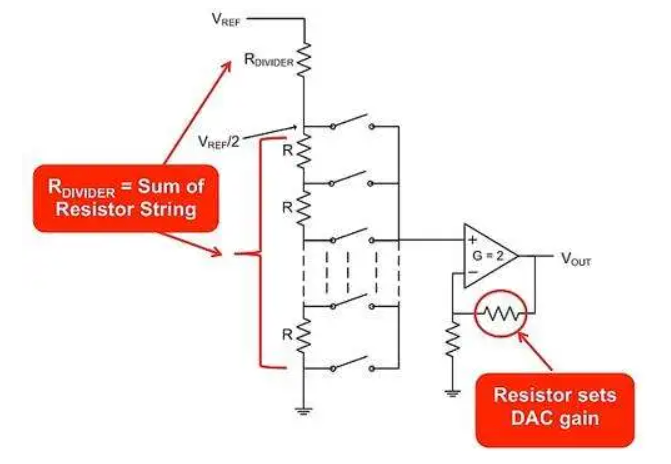 VREF
RDIVIDER
VREF/2
R
RDIVIDER = Sum of
Resistor String
R
+
G = 2
−
VOUT
R
Resistor sets
DAC gain